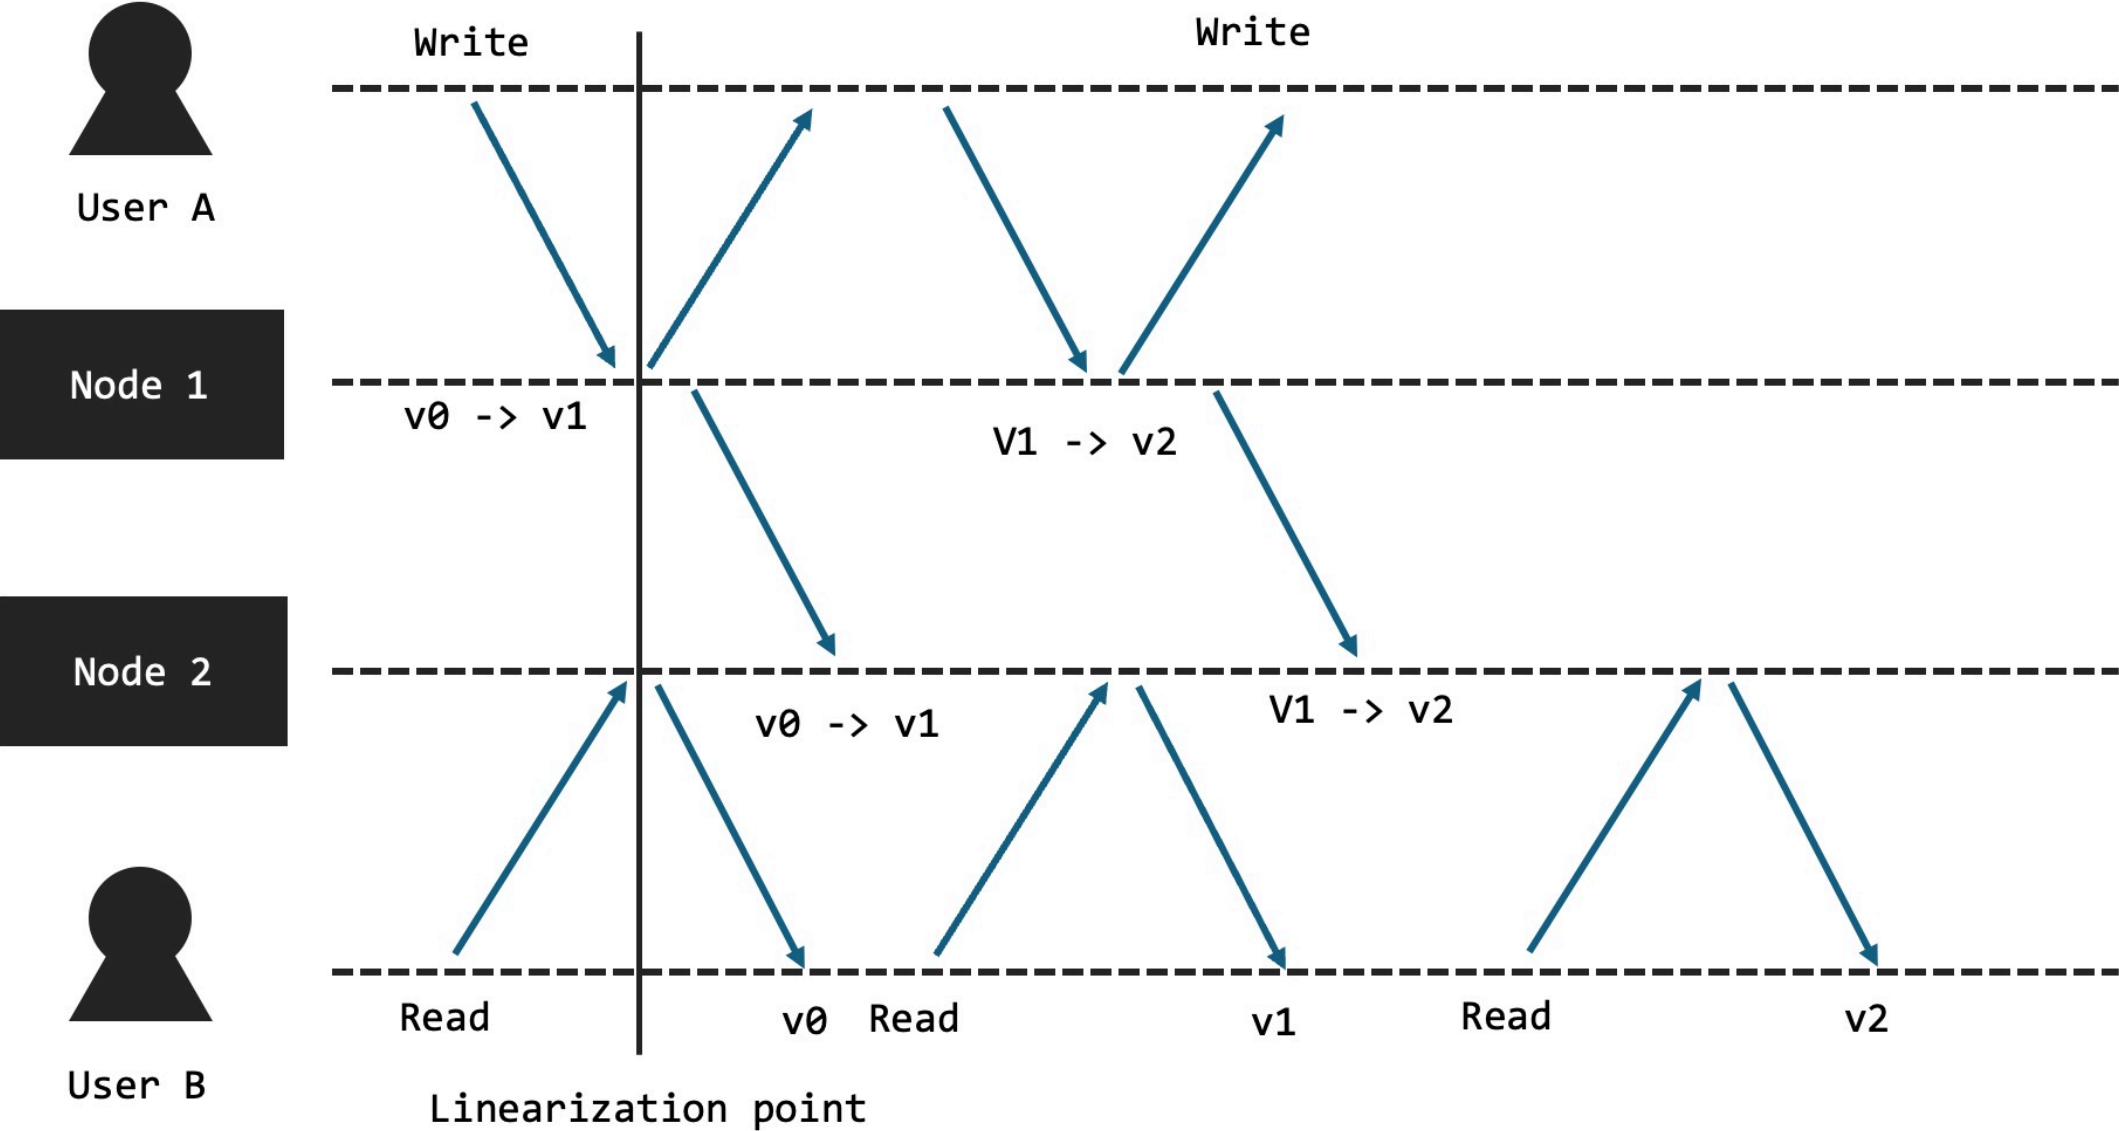 Write
Write
User A
Node 1
v0 -> v1
V1 -> v2
Node 2
v0 -> v1
V1 -> v2
Read
v0
Read
v1
Read
v2
User B
Linearization point